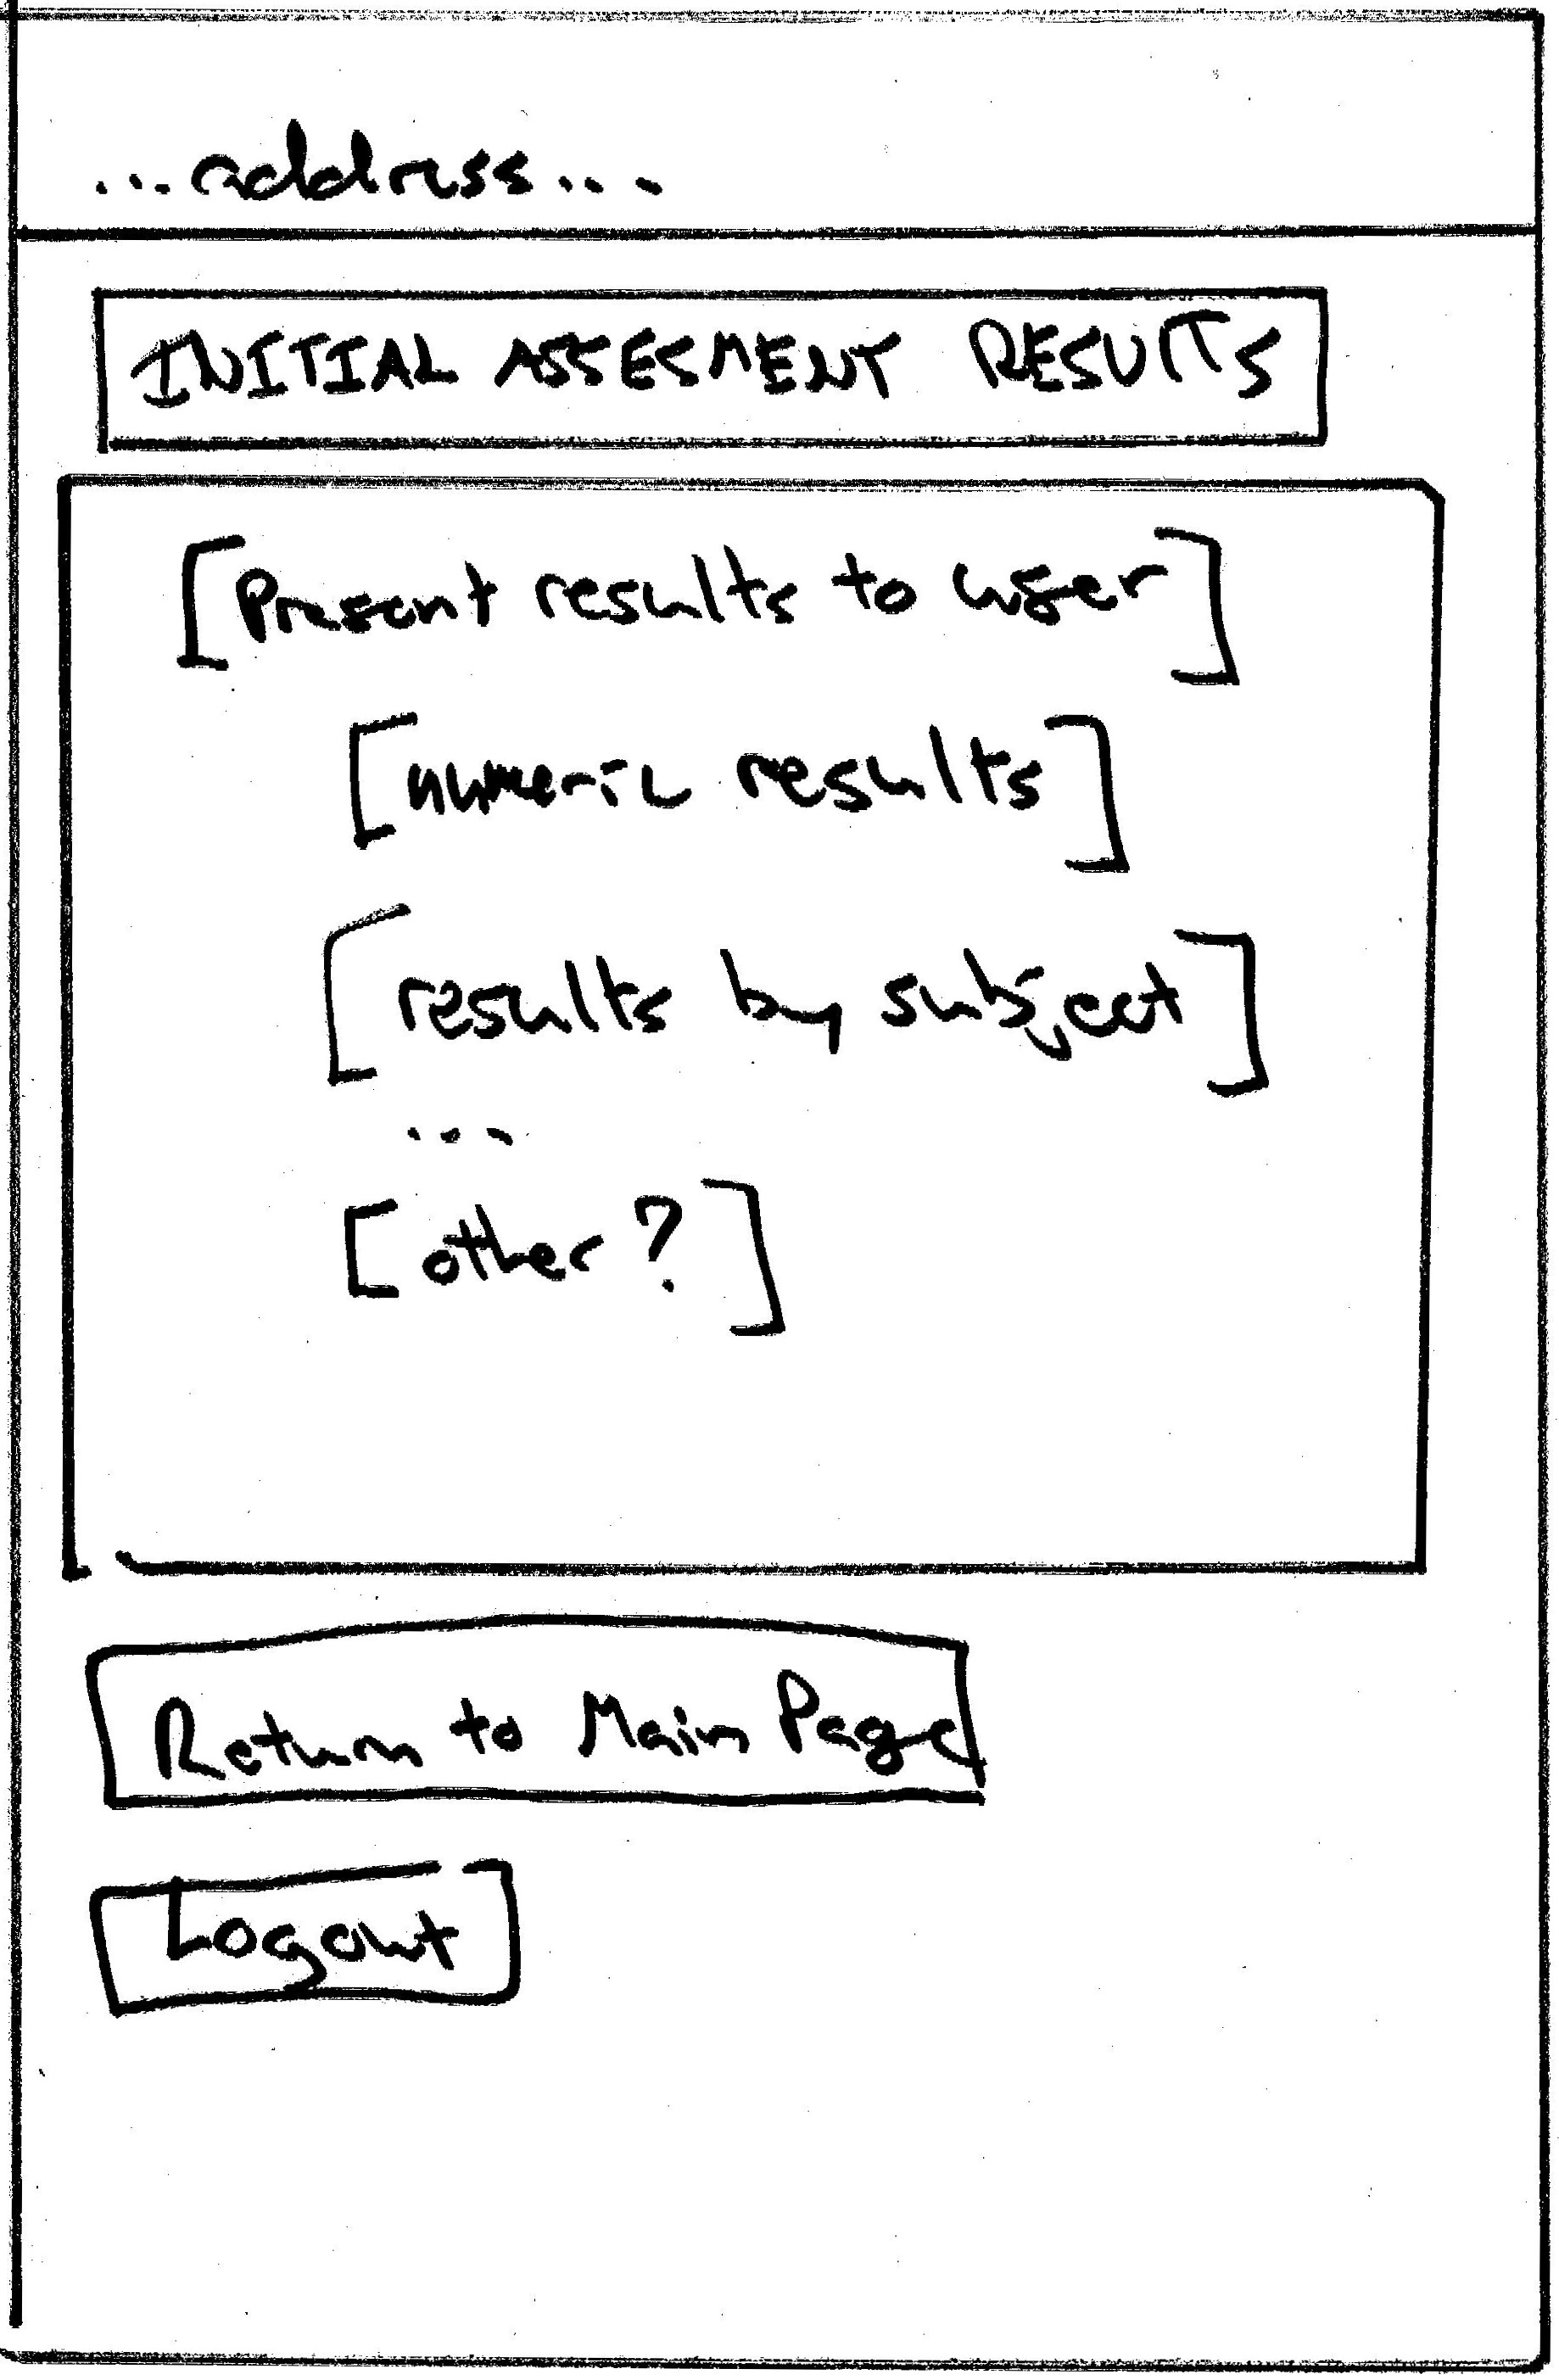 ...address...
INITIAL ASSESMENT RESULTS
[Present results to user]
[numeric results]
[results by subject]
...
[other?]
Return to Main Page
Logout